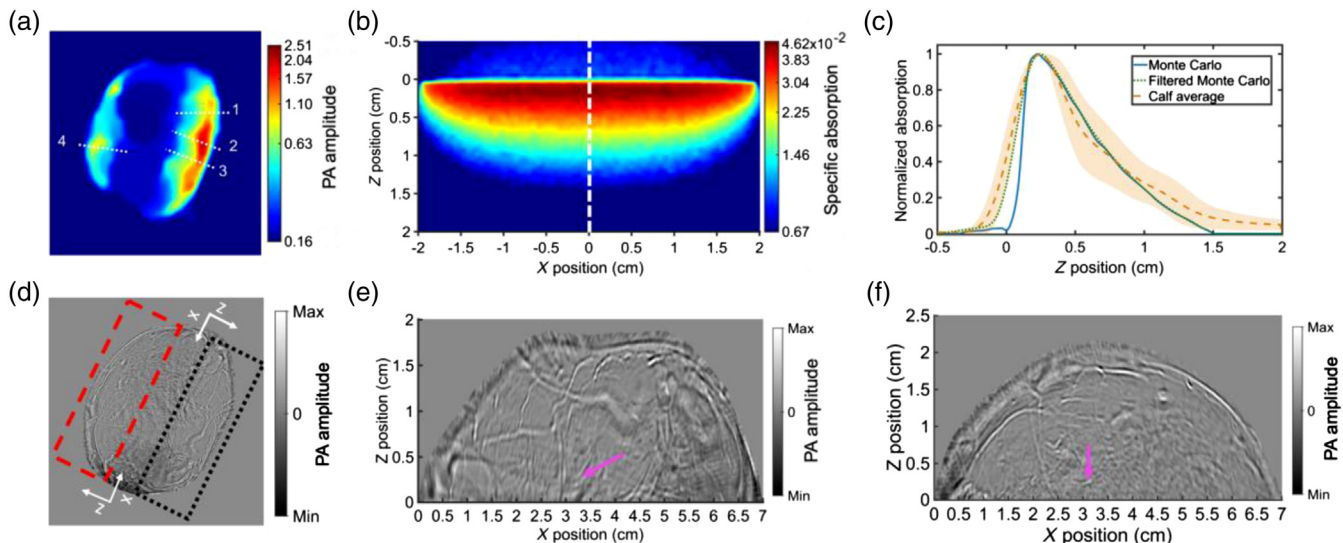 (a)
1
2
3
4
2.51
2.04
1.57
1.10
0.63
0.16
PA amplitude
(b)
-0.5
0
0.5
1
1.5
2
Z position (cm)
-2 -1.5 -1 -0.5 0 0.5 1 1.5 2
X position (cm)
4.62x10-2
3.83
3.04
2.25
1.46
0.67
Specific absorption
(c)
Monte Carlo
Filtered Monte Carlo
Calf average
1
0.8
0.6
0.4
0.2
0
Normalized absorption
-0.5 0 0.5 1 1.5 2
Z position (cm)
(d)
X Z
Z X
Max
0
Min
PA amplitude
(e)
2
1.5
1
0.5
0
Z position (cm)
0 0.5 1 1.5 2 2.5 3 3.5 4 4.5 5 5.5 6 6.5 7
X position (cm)
Max
0
Min
PA amplitude
(f)
2.5
2
1.5
1
0.5
0
Z position (cm)
0 0.5 1 1.5 2 2.5 3 3.5 4 4.5 5 5.5 6 6.5 7
X position (cm)
Max
0
Min
PA amplitude